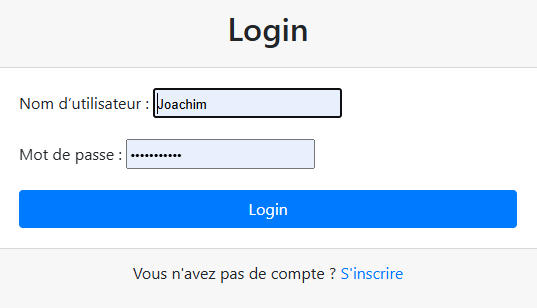 Login
Nom d’utilisateur : Joachim
Mot de passe : •••••••••••
Login
Vous n'avez pas de compte ? S'inscrire